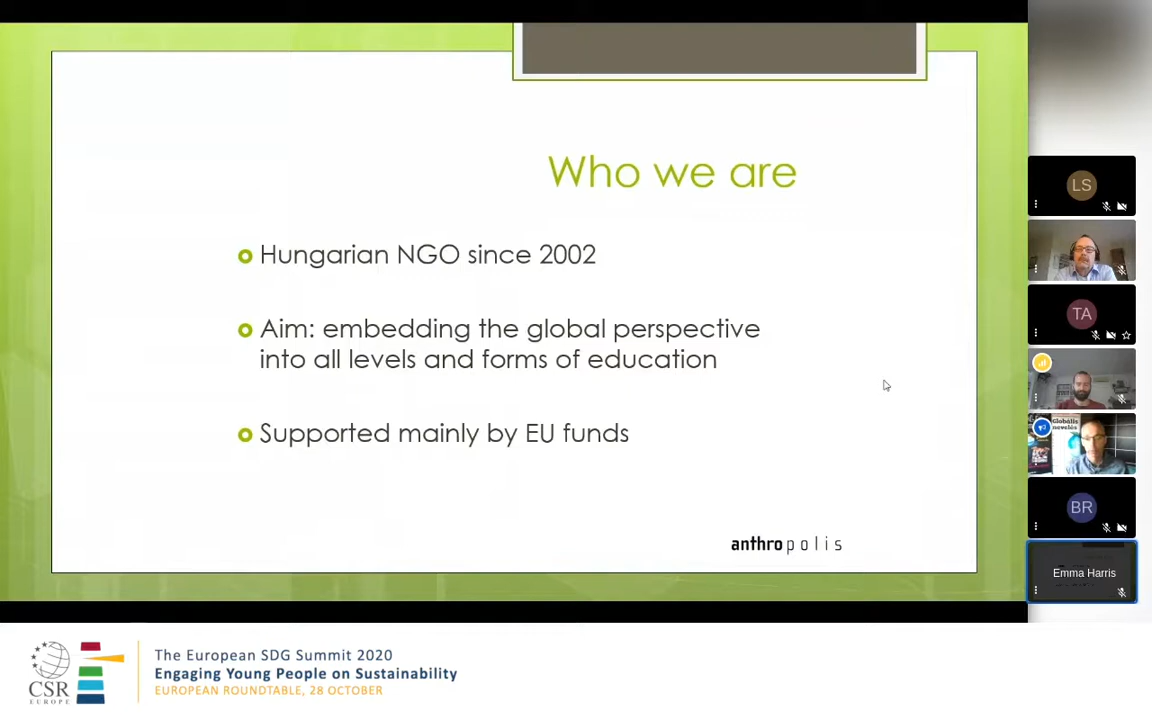 Who we are
Hungarian NGO since 2002
Aim: embedding the global perspective
into all levels and forms of education
Supported mainly by EU funds
anthropolis
LS
TA
Globális
nevelés
BR
Emma Harris
CSR
EUROPE
The European SDG Summit 2020
Engaging Young People on Sustainability
EUROPEAN ROUNDTABLE, 28 OCTOBER